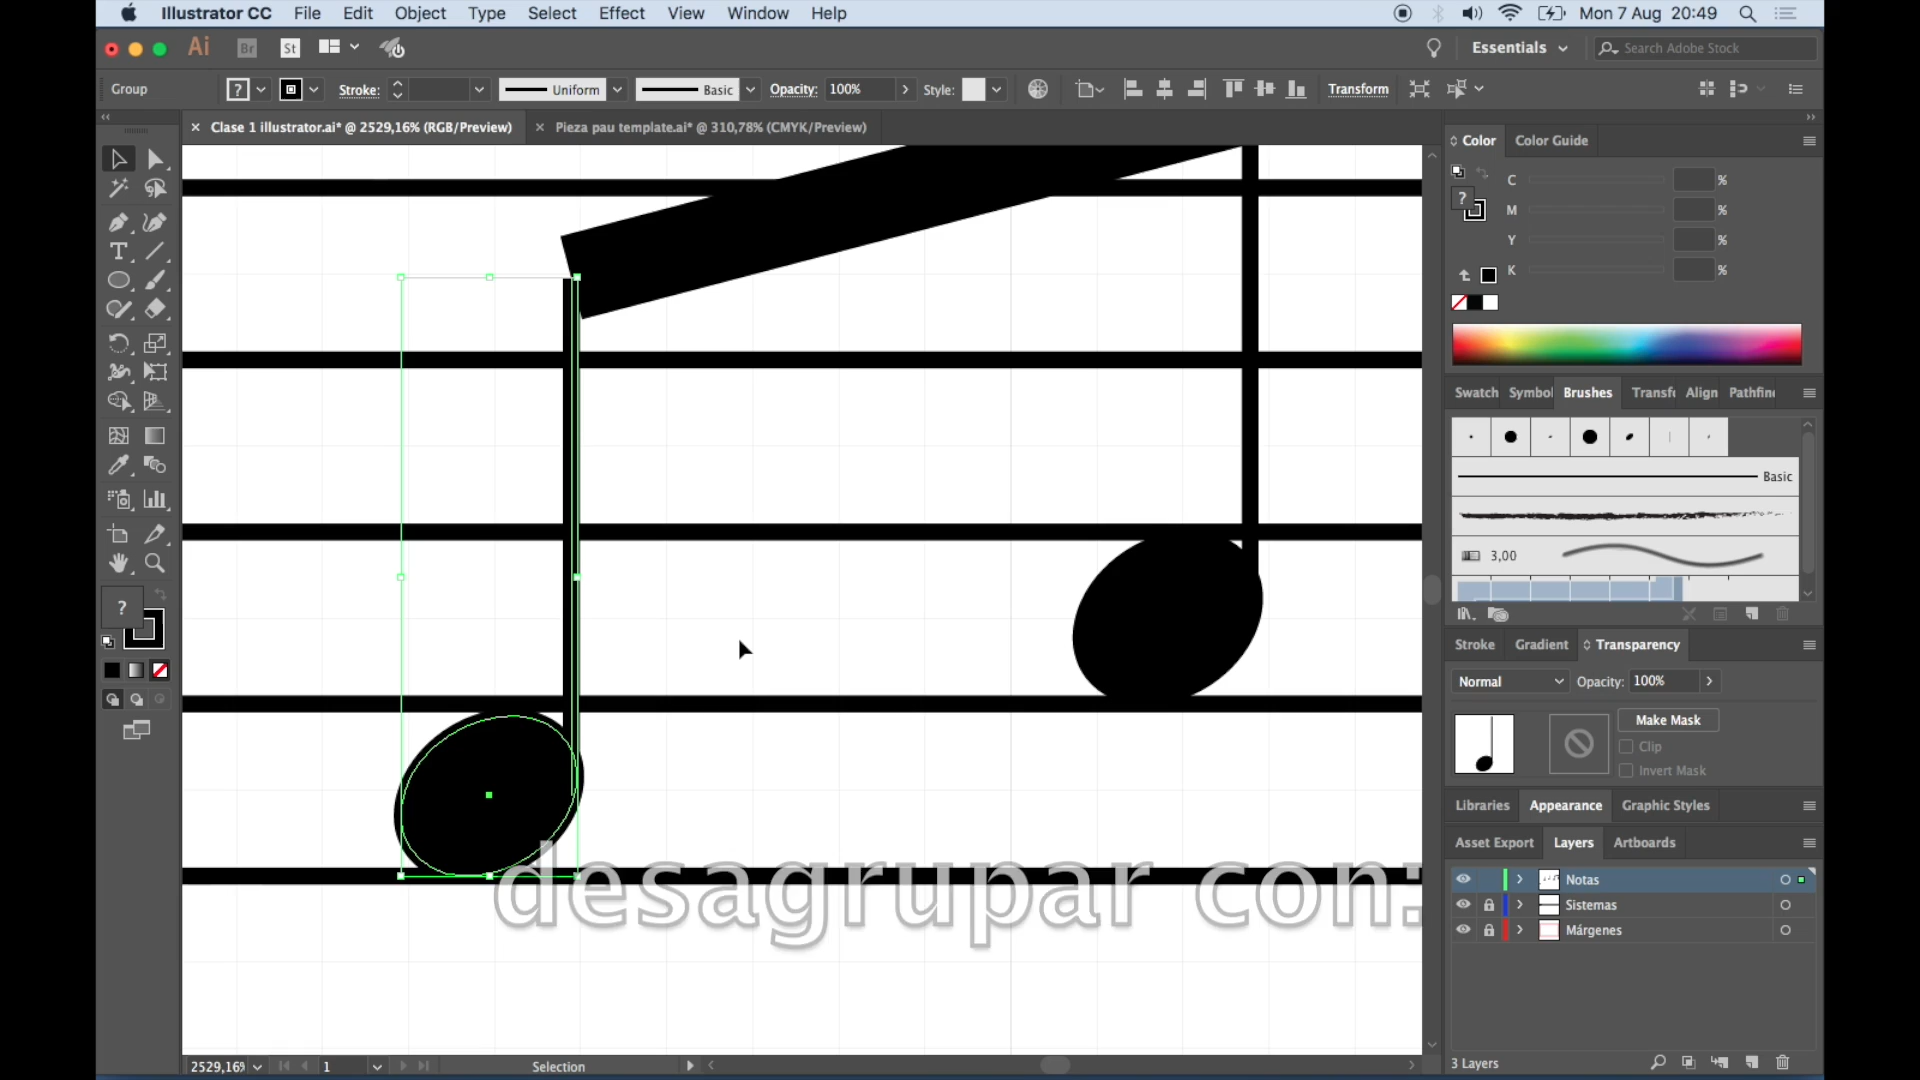 Illustrator CC File Edit Object Type Select Effect View Window Help Mon 7 Aug 20:49
Ai Br St Essentials Search Adobe Stock
Group ? Stroke: Uniform Basic Opacity: 100% Style: Transform
Clase 1 illustrator.ai* @ 2529,16% (RGB/Preview) Pieza pau template.ai* @ 310,78% (CMYK/Preview)
Color Color Guide
C %
? M %
Y %
K %
Swatch Symbol Brushes Transf Align Pathfin
Basic
3,00
?
Stroke Gradient Transparency
Normal Opacity: 100%
Make Mask
Clip
Invert Mask
Libraries Appearance Graphic Styles
Asset Export Layers Artboards
Notas
Sistemas
Márgenes
desagrupar con:
2529,16% 1 Selection
3 Layers